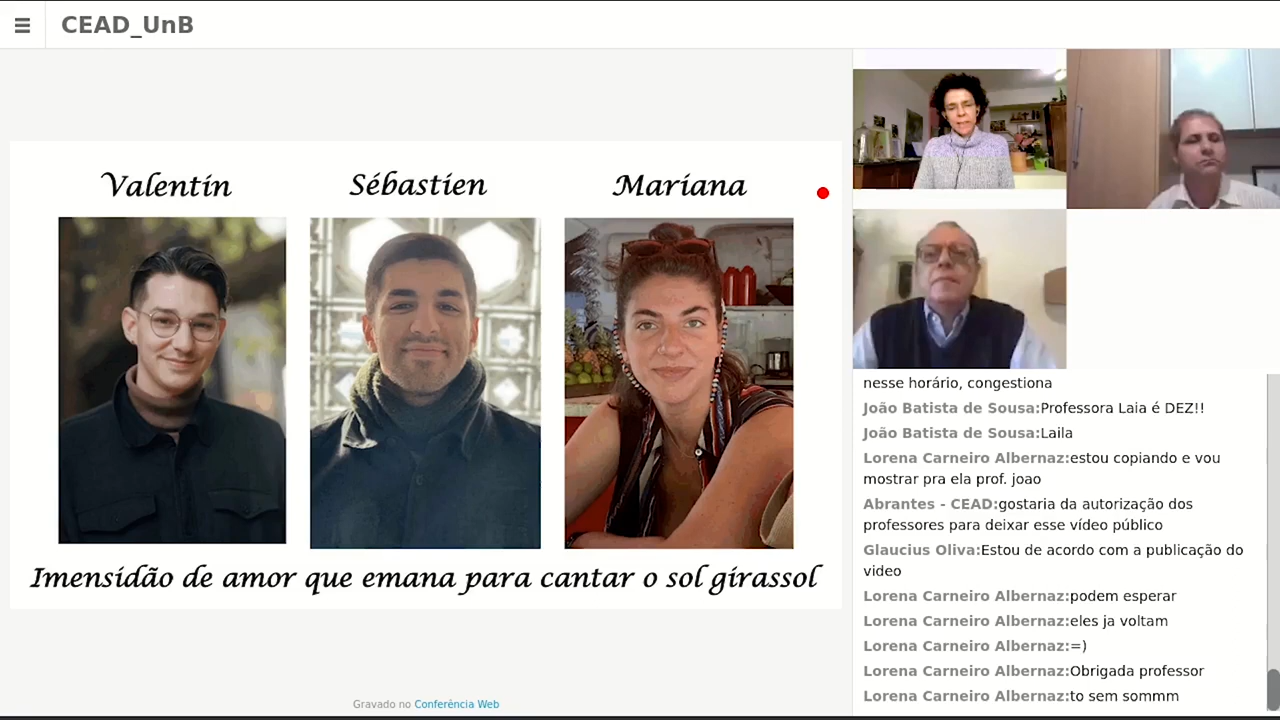 CEAD_UnB
Valentin
Sébastien
Mariana
Imensidão de amor que emana para cantar o sol girassol
Gravado no Conferência Web
nesse horário, congestiona
João Batista de Sousa:Professora Laia é DEZ!!
João Batista de Sousa:Laila
Lorena Carneiro Albernaz:estou copiando e vou
mostrar pra ela prof. joao
Abrantes - CEAD:gostaria da autorização dos
professores para deixar esse vídeo público
Glaucius Oliva:Estou de acordo com a publicação do
video
Lorena Carneiro Albernaz:podem esperar
Lorena Carneiro Albernaz:eles ja voltam
Lorena Carneiro Albernaz:=)
Lorena Carneiro Albernaz:Obrigada professor
Lorena Carneiro Albernaz:to sem sommm